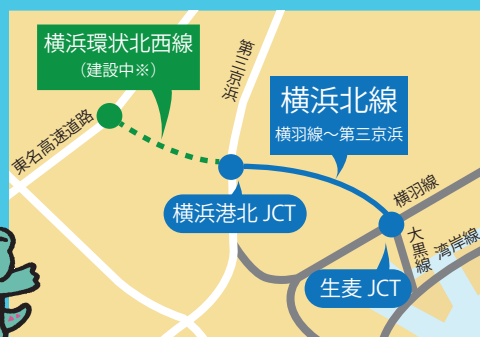 横浜環状北西線
（建設中※）
第三京浜
横浜北線
横羽線～第三京浜
東名高速道路
横浜港北 JCT
横羽線
大黒線
湾岸線
生麦 JCT